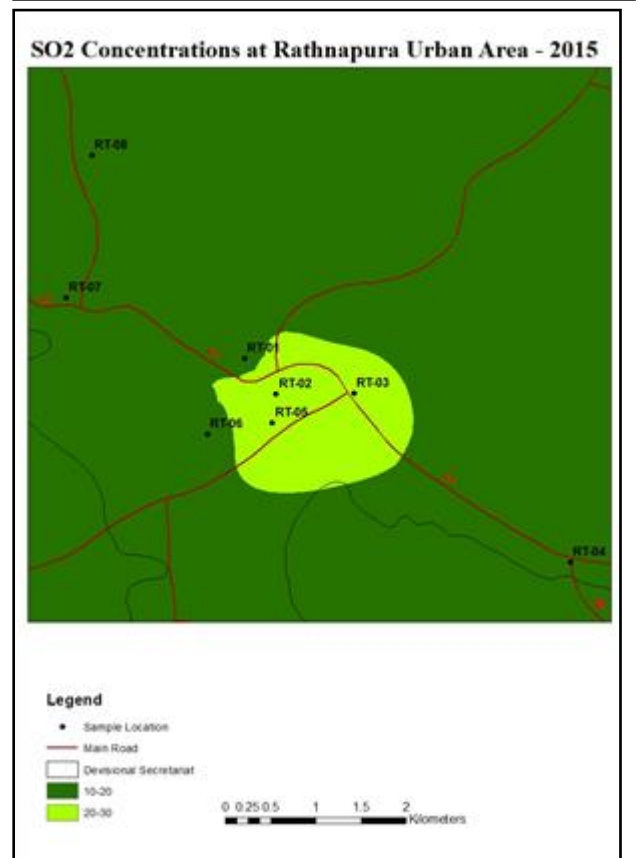 SO2 Concentrations at Rathnapura Urban Area - 2015
RT-08
RT-07
RT-01
RT-02
RT-03
RT-05
RT-06
RT-04
Legend
Sample Location
Main Road
Devisional Secretariat
10-20
20-30
0 0.25 0.5 1 1.5 2
Kilometers